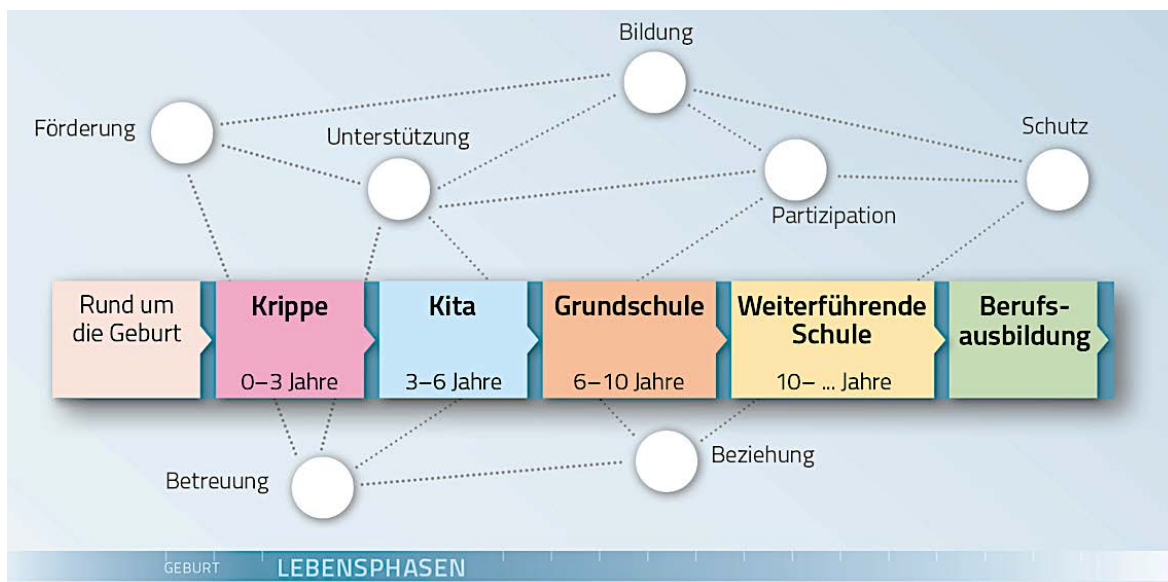 Bildung
Förderung
Unterstützung
Schutz
Partizipation
Rund um
die Geburt
Krippe
0–3 Jahre
Kita
3–6 Jahre
Grundschule
6–10 Jahre
Weiterführende
Schule
10– ... Jahre
Berufs-
ausbildung
Betreuung
Beziehung
GEBURT
LEBENSPHASEN